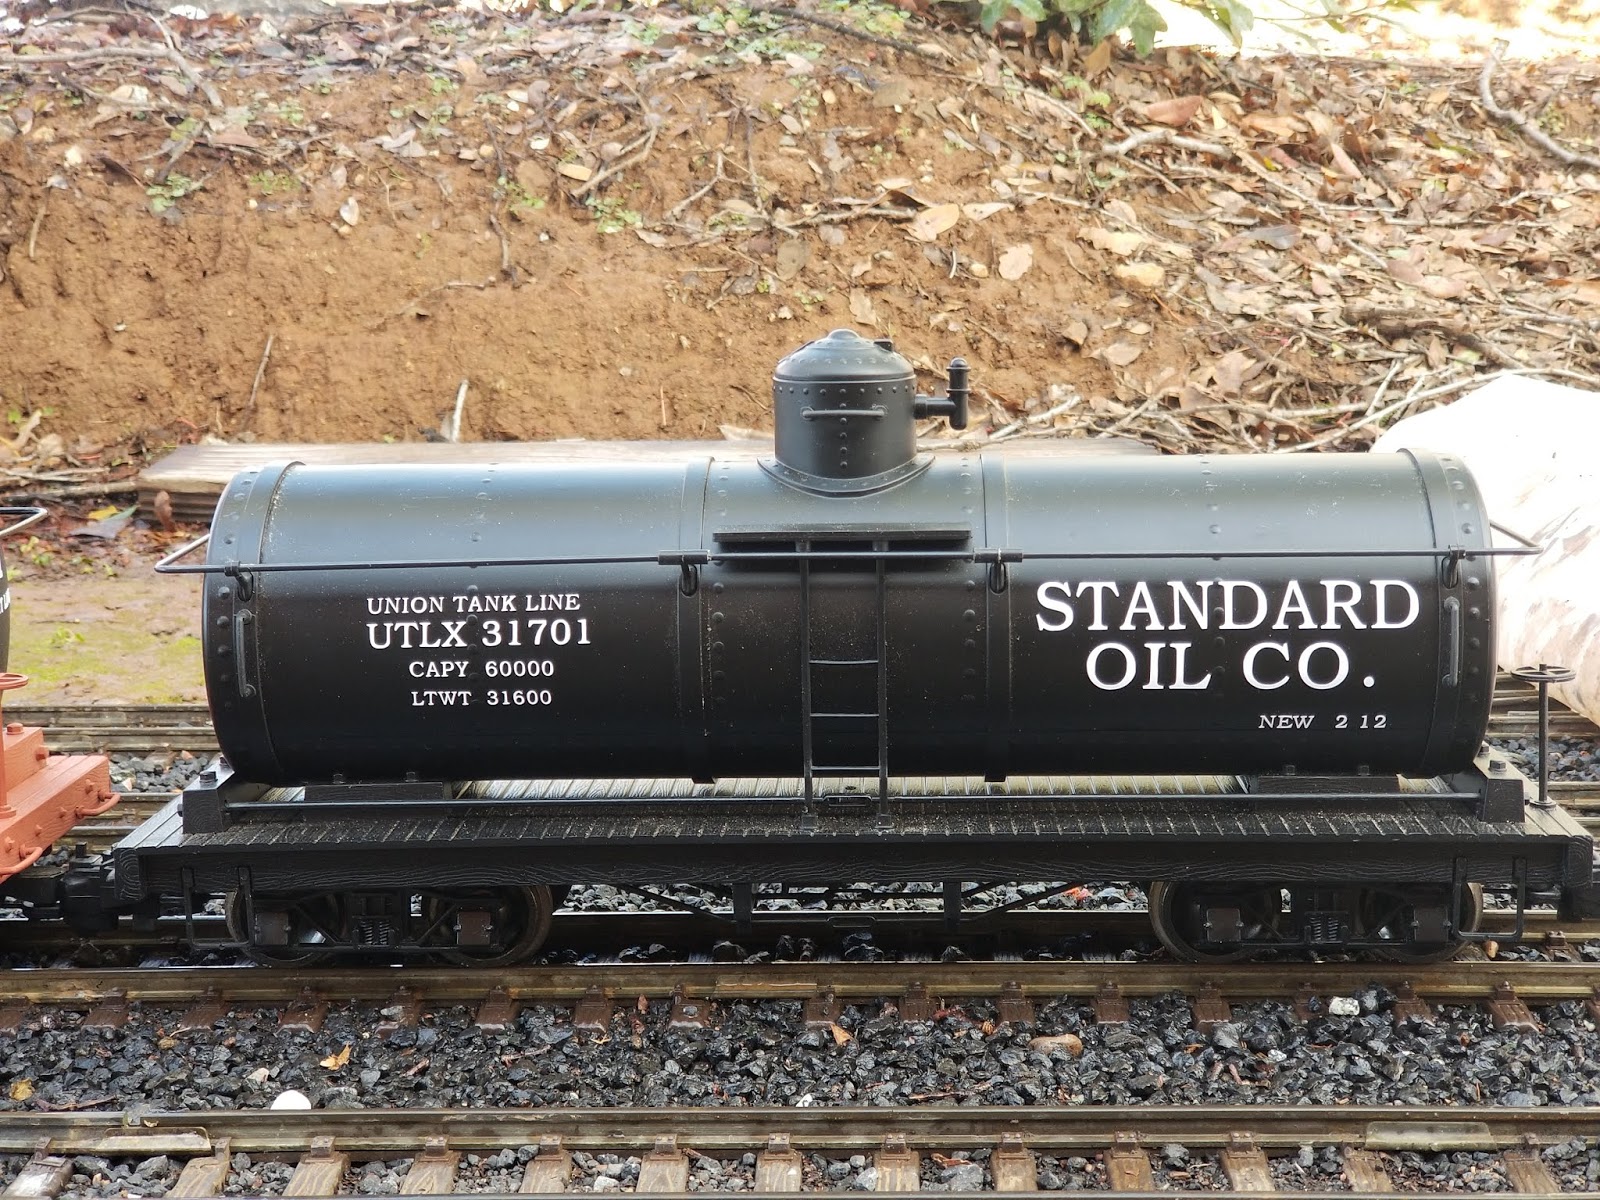 UNION TANK LINE
UTLX 31701
CAPY 60000
LTWT 31600
STANDARD
OIL CO.
NEW 2 12